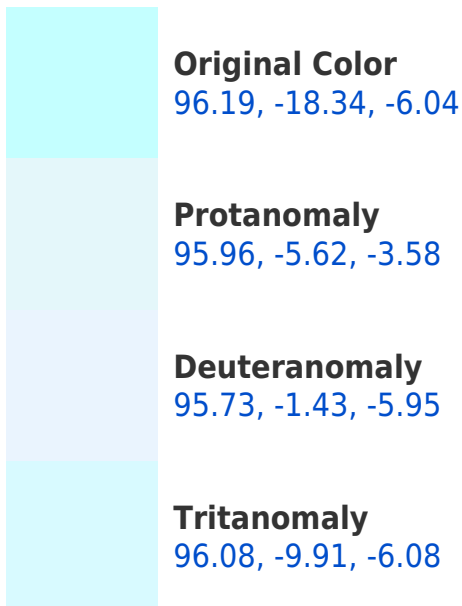 Original Color
96.19, -18.34, -6.04
Protanomaly
95.96, -5.62, -3.58
Deuteranomaly
95.73, -1.43, -5.95
Tritanomaly
96.08, -9.91, -6.08